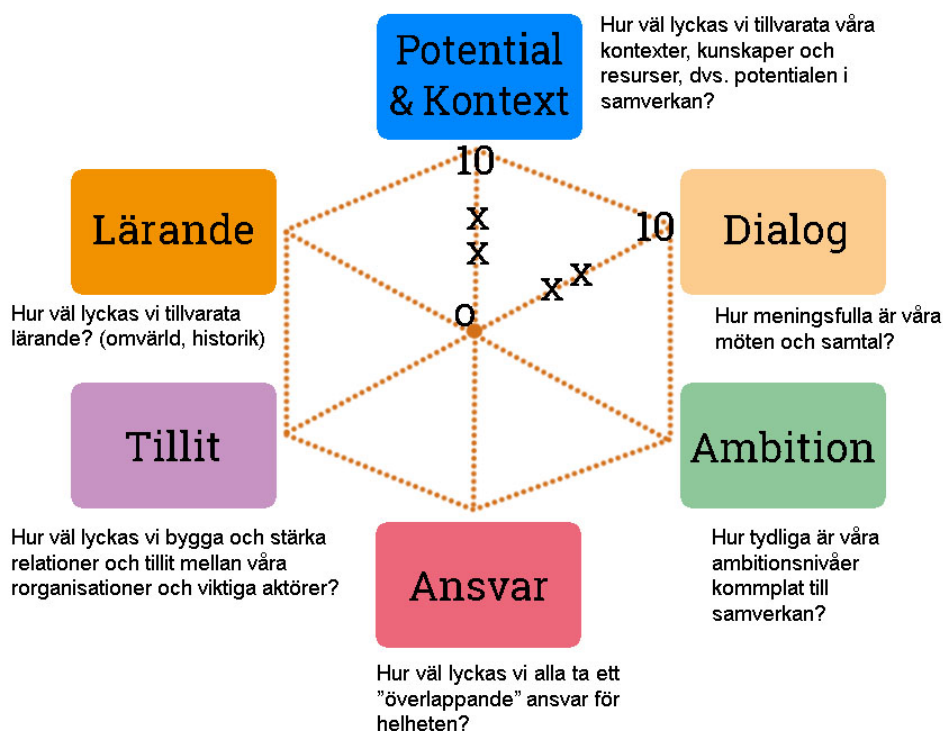 Potential
& Kontext
Hur väl lyckas vi tillvarata våra
kontexter, kunskaper och
resurser, dvs. potentialen i
samverkan?
10
Lärande
x
10
Dialog
x
x
x
Hur väl lyckas vi tillvarata
lärande? (omvärld, historik)
0
Hur meningsfulla är våra
möten och samtal?
Tillit
Ambition
Hur väl lyckas vi bygga och stärka
relationer och tillit mellan våra
rorganisationer och viktiga aktörer?
Ansvar
Hur tydliga är våra
ambitionsnivåer
kommplat till
samverkan?
Hur väl lyckas vi alla ta ett
”överlappande” ansvar för
helheten?